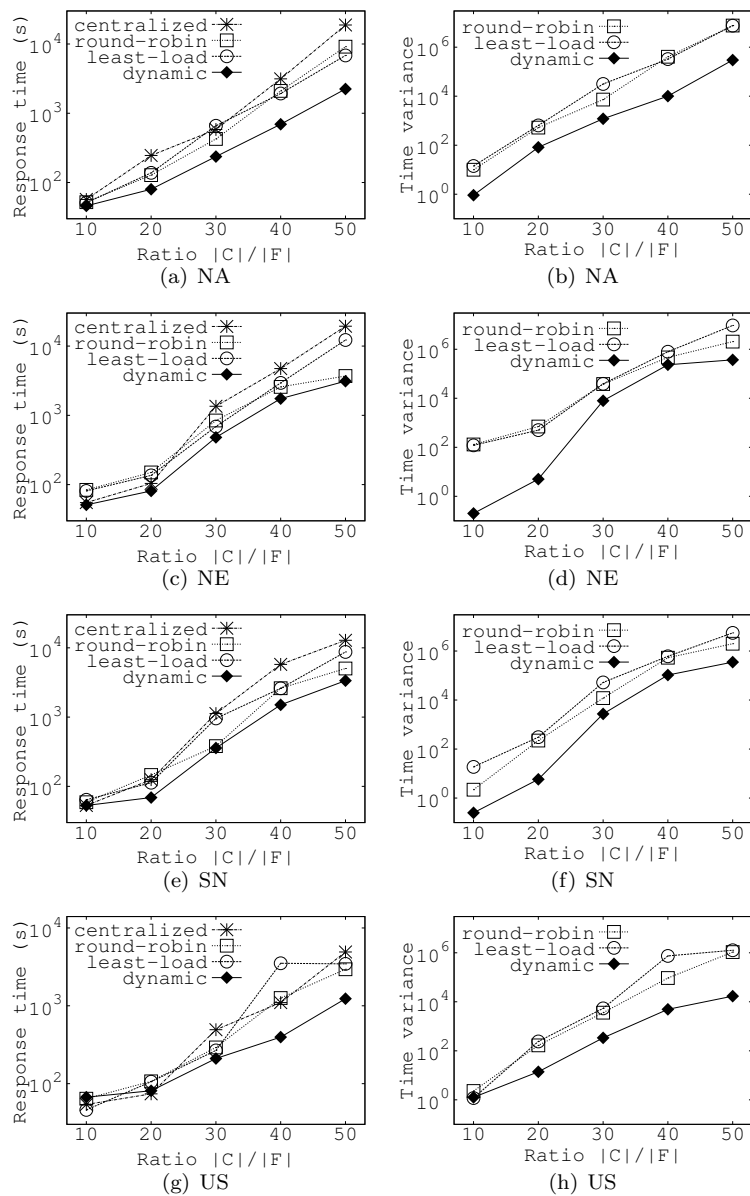 Response time (s)
10^4
10^3
10^2
centralized
round-robin
least-load
dynamic
10 20 30 40 50
Ratio |C|/|F|
(a) NA
Time variance
10^6
10^4
10^2
10^0
round-robin
least-load
dynamic
10 20 30 40 50
Ratio |C|/|F|
(b) NA
Response time (s)
10^4
10^3
10^2
centralized
round-robin
least-load
dynamic
10 20 30 40 50
Ratio |C|/|F|
(c) NE
Time variance
10^6
10^4
10^2
10^0
round-robin
least-load
dynamic
10 20 30 40 50
Ratio |C|/|F|
(d) NE
Response time (s)
10^4
10^3
10^2
centralized
round-robin
least-load
dynamic
10 20 30 40 50
Ratio |C|/|F|
(e) SN
Time variance
10^6
10^4
10^2
10^0
round-robin
least-load
dynamic
10 20 30 40 50
Ratio |C|/|F|
(f) SN
Response time (s)
10^4
10^3
10^2
centralized
round-robin
least-load
dynamic
10 20 30 40 50
Ratio |C|/|F|
(g) US
Time variance
10^6
10^4
10^2
10^0
round-robin
least-load
dynamic
10 20 30 40 50
Ratio |C|/|F|
(h) US